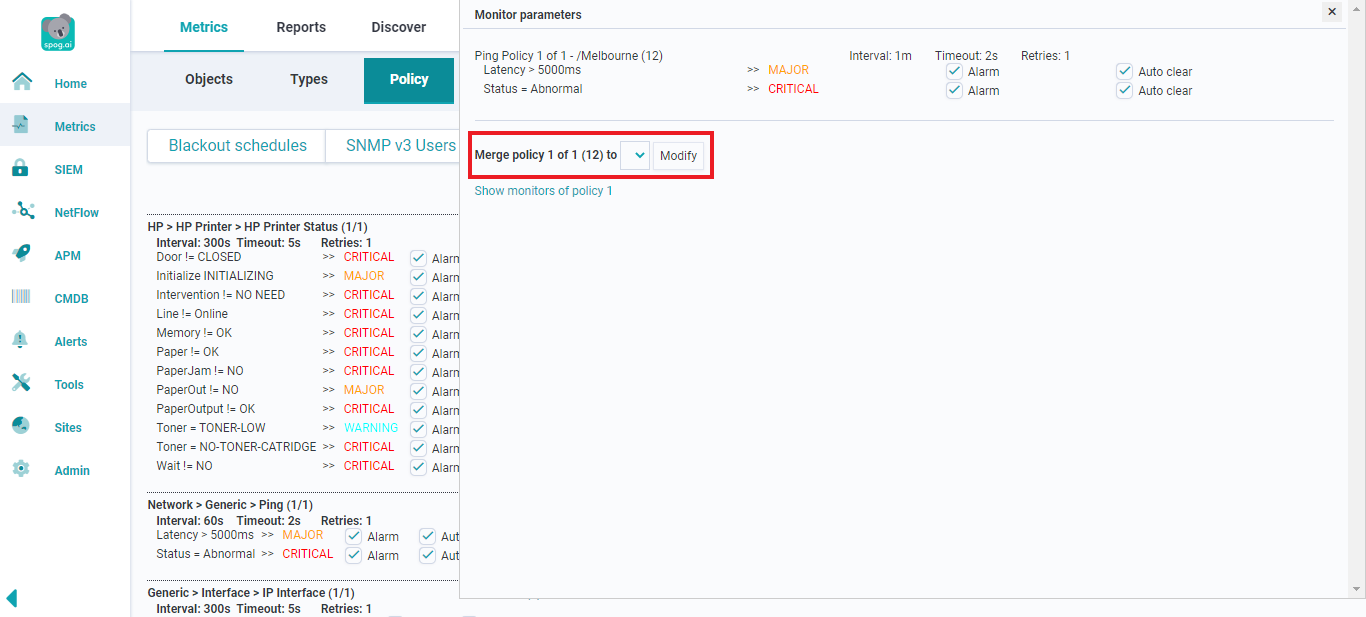 spog.ai
Home
Metrics
SIEM
NetFlow
APM
CMDB
Alerts
Tools
Sites
Admin
Metrics Reports Discover
Objects Types Policy
Blackout schedules SNMP v3 Users
HP > HP Printer > HP Printer Status (1/1)
Interval: 300s Timeout: 5s Retries: 1
Door != CLOSED >> CRITICAL Alarm
Initialize INITIALIZING >> MAJOR Alarm
Intervention != NO NEED >> CRITICAL Alarm
Line != Online >> CRITICAL Alarm
Memory != OK >> CRITICAL Alarm
Paper != OK >> CRITICAL Alarm
PaperJam != NO >> CRITICAL Alarm
PaperOut != NO >> MAJOR Alarm
PaperOutput != OK >> CRITICAL Alarm
Toner = TONER-LOW >> WARNING Alarm
Toner = NO-TONER-CATRIDGE >> CRITICAL Alarm
Wait != NO >> CRITICAL Alarm
Network > Generic > Ping (1/1)
Interval: 60s Timeout: 2s Retries: 1
Latency > 5000ms >> MAJOR Alarm Aut
Status = Abnormal >> CRITICAL Alarm Aut
Generic > Interface > IP Interface (1/1)
Interval: 300s Timeout: 5s Retries: 1
Monitor parameters
Ping Policy 1 of 1 - /Melbourne (12) Interval: 1m Timeout: 2s Retries: 1
Latency > 5000ms >> MAJOR Alarm Auto clear
Status = Abnormal >> CRITICAL Alarm Auto clear
Merge policy 1 of 1 (12) to Modify
Show monitors of policy 1